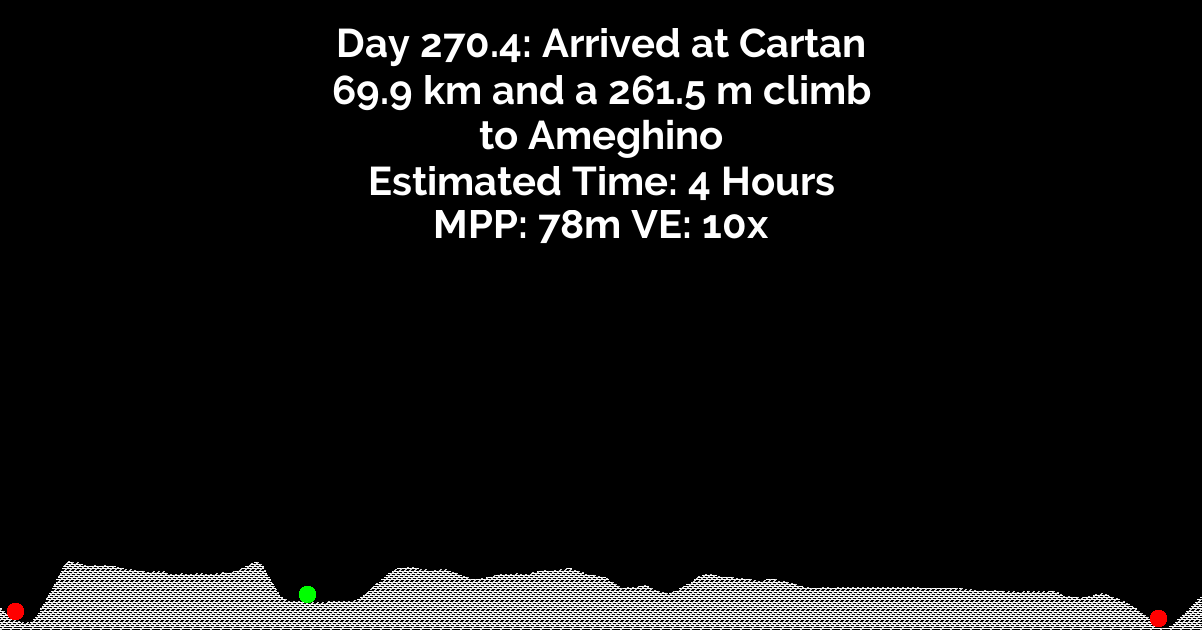 Day 270.4: Arrived at Cartan
69.9 km and a 261.5 m climb
to Ameghino
Estimated Time: 4 Hours
MPP: 78m VE: 10x